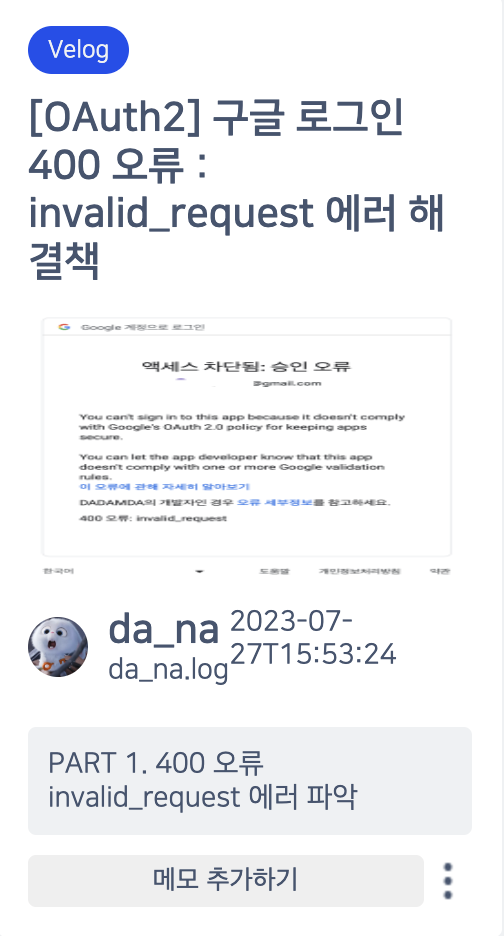 Velog
[OAuth2] 구글 로그인
400 오류 :
invalid_request 에러 해
결책
Google 계정으로 로그인
액세스 차단됨: 승인 오류
@gmail.com
You can't sign in to this app because it doesn't comply
with Google's OAuth 2.0 policy for keeping apps
secure.
You can let the app developer know that this app
doesn't comply with one or more Google validation
rules.
이 오류에 관해 자세히 알아보기
DADAMDA의 개발자인 경우 오류 세부정보를 참고하세요.
400 오류: invalid_request
한국어 도움말 개인정보처리방침 약관
da_na
da_na.log
2023-07-
27T15:53:24
PART 1. 400 오류
invalid_request 에러 파악
메모 추가하기